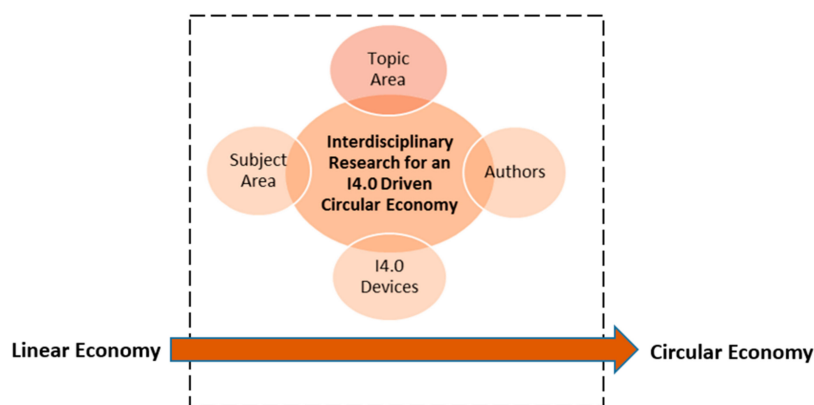 Topic
Area
Interdisciplinary
Research for an
I4.0 Driven
Circular Economy
Subject
Area
Authors
I4.0
Devices
Linear Economy
Circular Economy